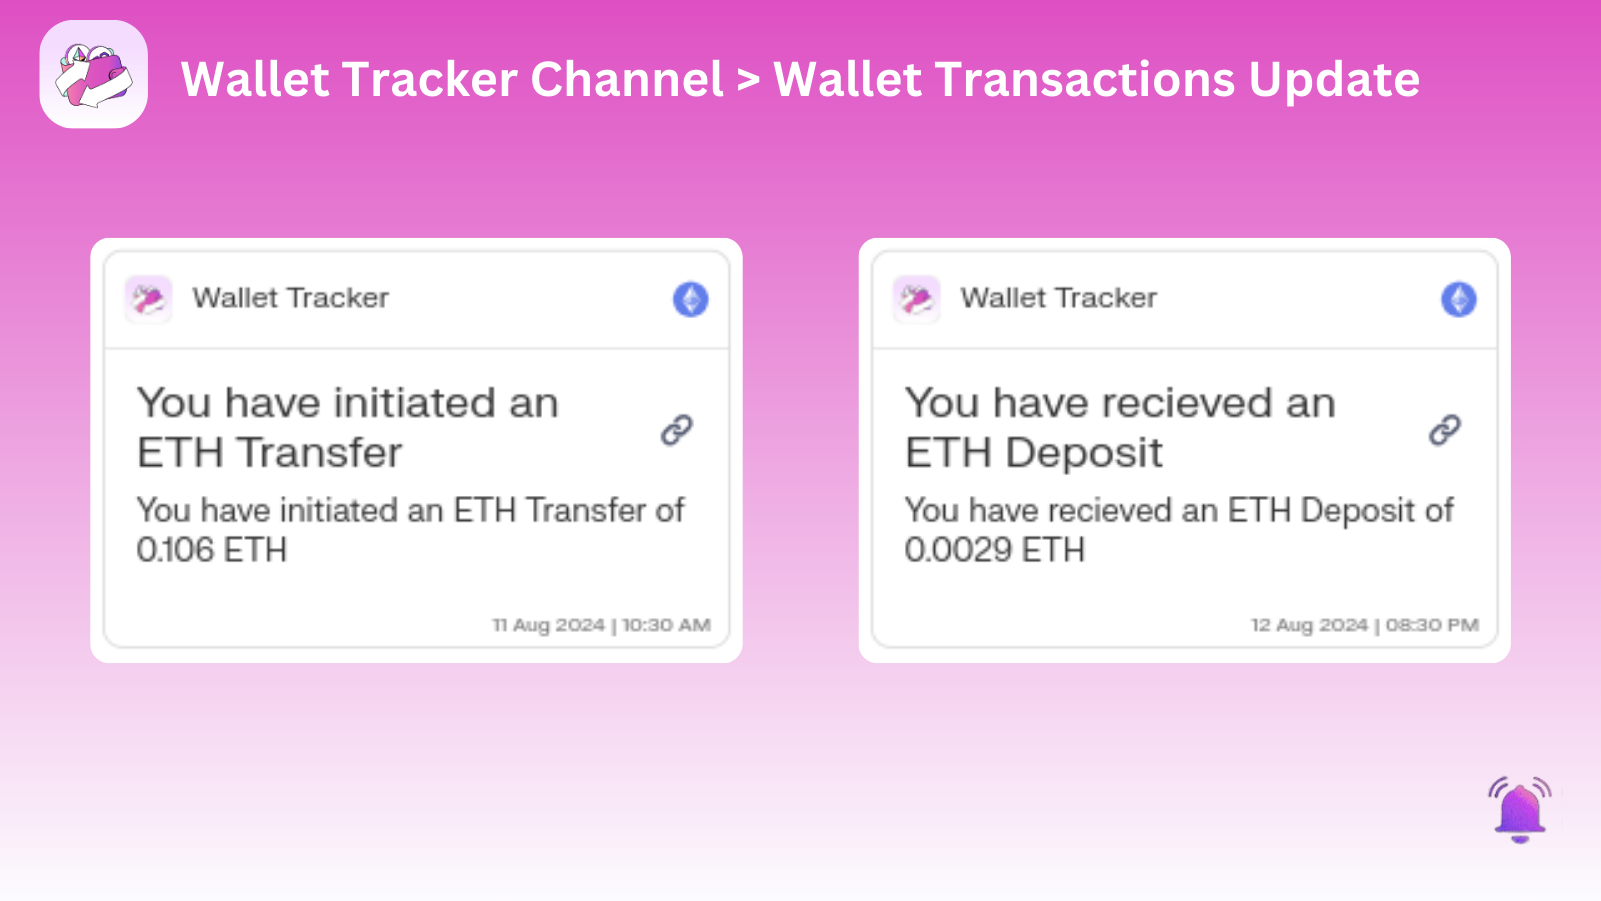 Wallet Tracker Channel > Wallet Transactions Update
Wallet Tracker
You have initiated an
ETH Transfer
You have initiated an ETH Transfer of
0.106 ETH
11 Aug 2024 | 10:30 AM
Wallet Tracker
You have recieved an
ETH Deposit
You have recieved an ETH Deposit of
0.0029 ETH
12 Aug 2024 | 08:30 PM